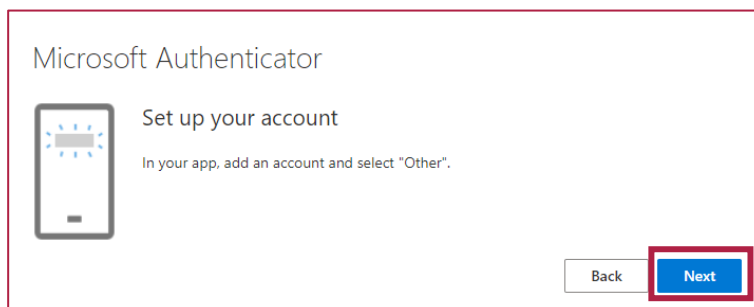 Microsoft Authenticator
Set up your account
In your app, add an account and select "Other".
Back
Next